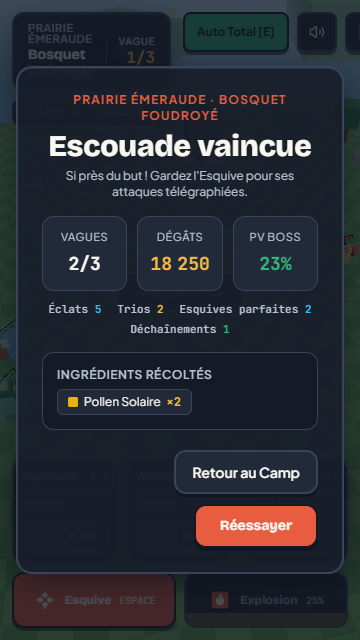 PRAIRIE
ÉMERAUDE
Bosquet
VAGUE
1/3
Auto Total [E]
PRAIRIE ÉMERAUDE · BOSQUET
FOUDROYÉ
Escouade vaincue
Si près du but ! Gardez l'Esquive pour ses
attaques télégraphiées.
VAGUES
2/3
DÉGÂTS
18 250
PV BOSS
23%
Éclats 5 Trios 2 Esquives parfaites 2
Déchaînements 1
INGRÉDIENTS RÉCOLTÉS
Pollen Solaire ×2
Retour au Camp
Réessayer
Esquive ESPACE
Explosion 25%